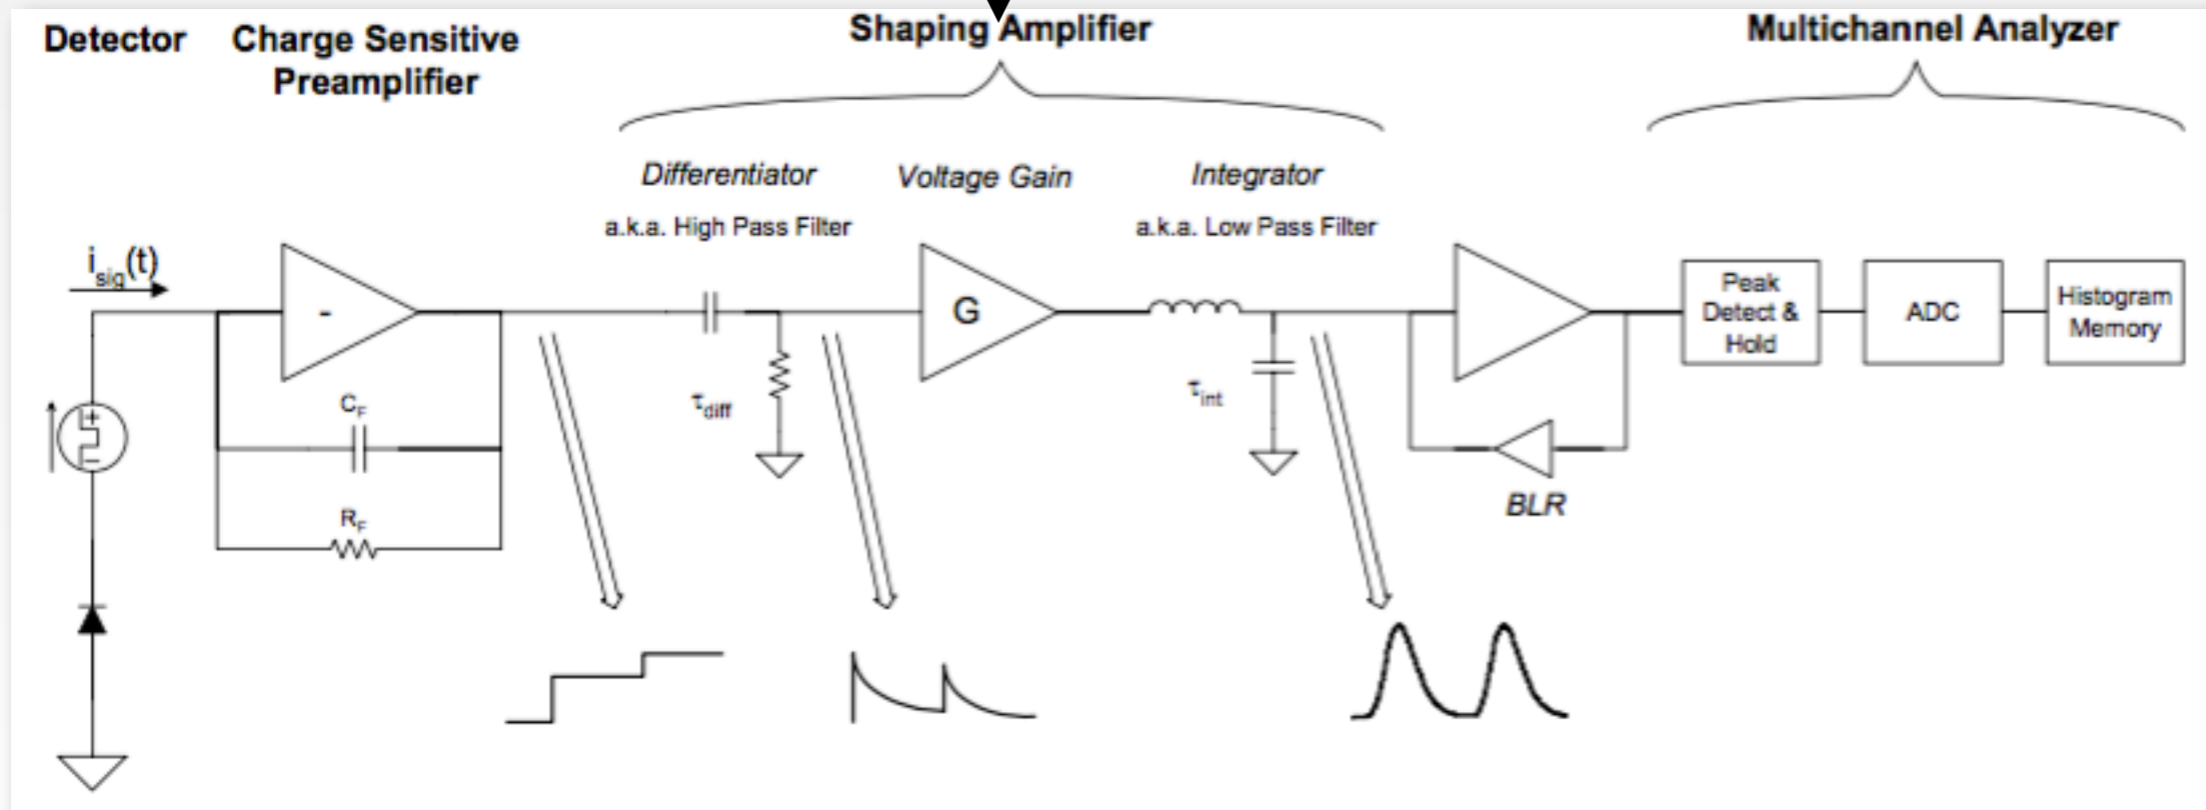 Detector
Charge Sensitive
Preamplifier
Shaping Amplifier
Multichannel Analyzer
Differentiator
a.k.a. High Pass Filter
Voltage Gain
Integrator
a.k.a. Low Pass Filter
isig(t)
-
G
Peak
Detect &
Hold
ADC
Histogram
Memory
+
CF
τdiff
τint
BLR
RF